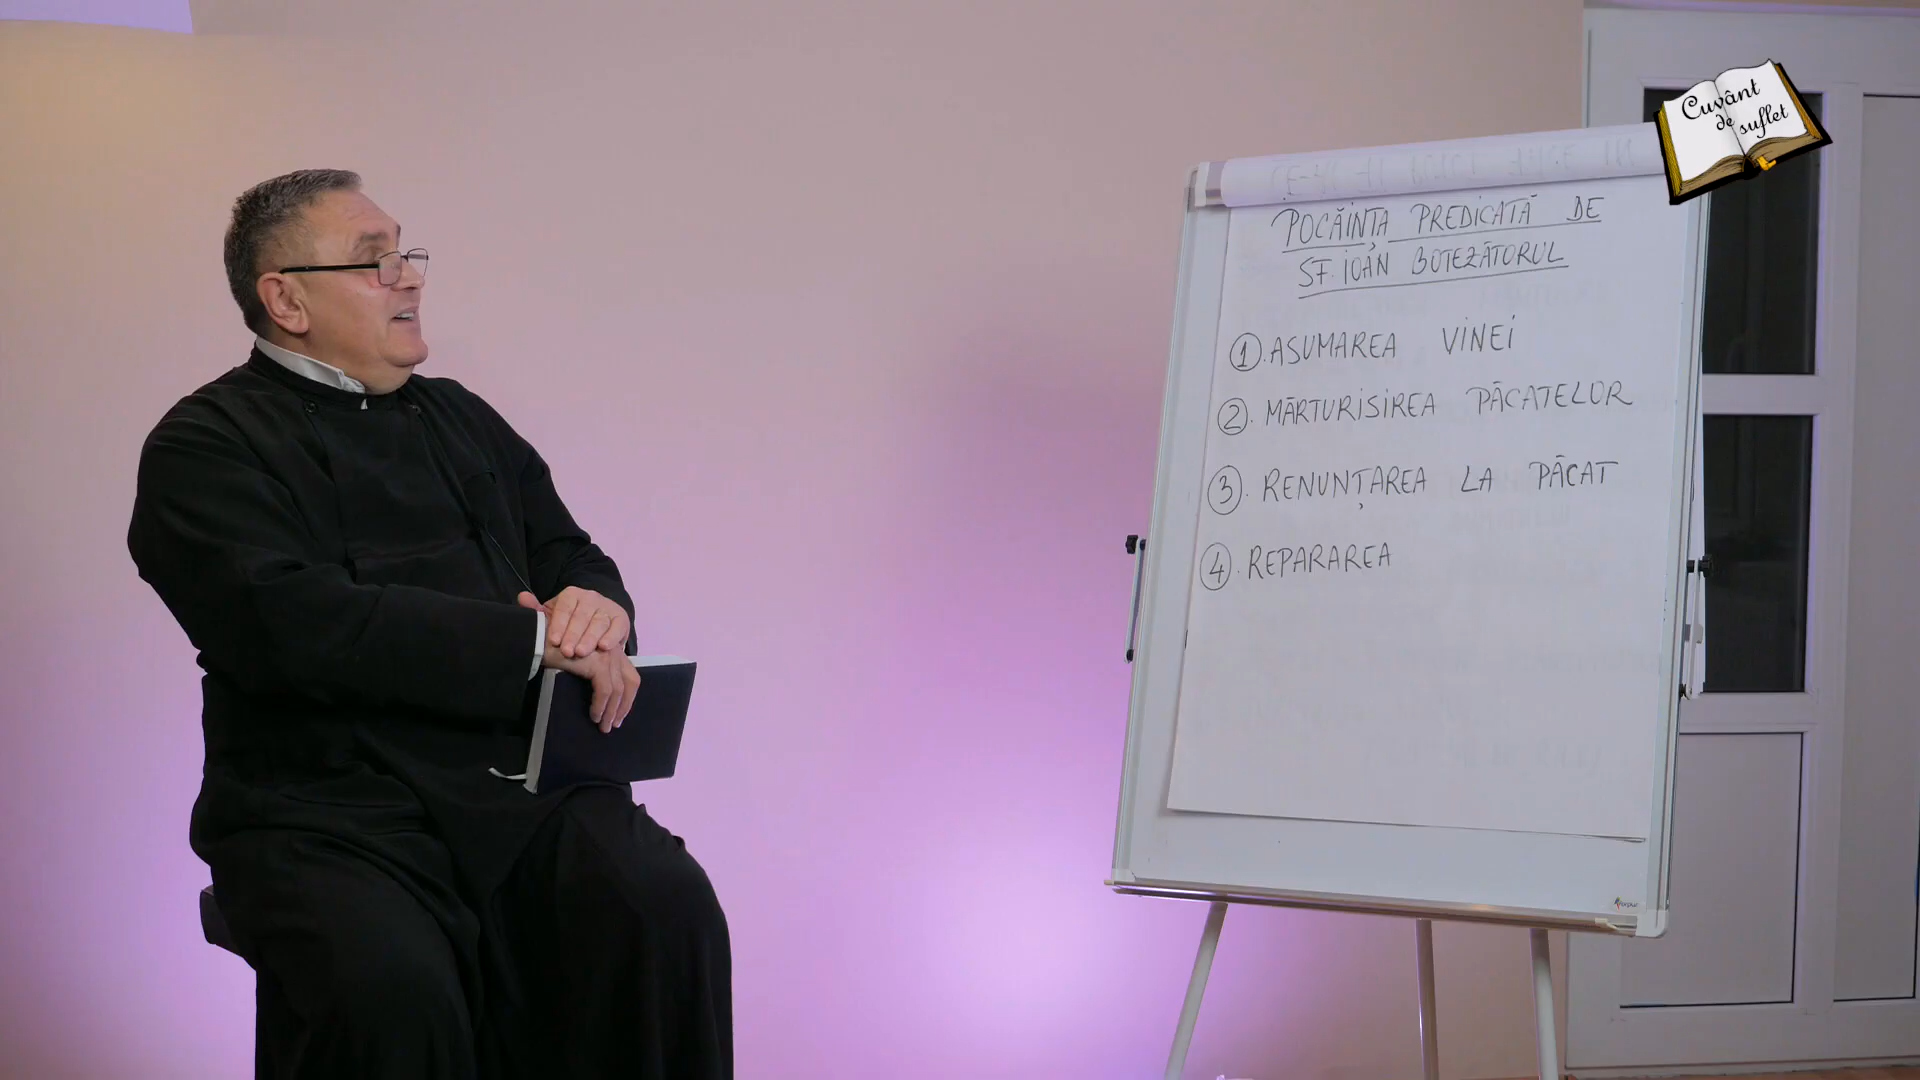 Cuvânt
de suflet
POCĂINȚA PREDICATĂ DE
SF. IOAN BOTEZĂTORUL
1. ASUMAREA VINEI
2. MĂRTURISIREA PĂCATELOR
3. RENUNȚAREA LA PĂCAT
4. REPARAREA